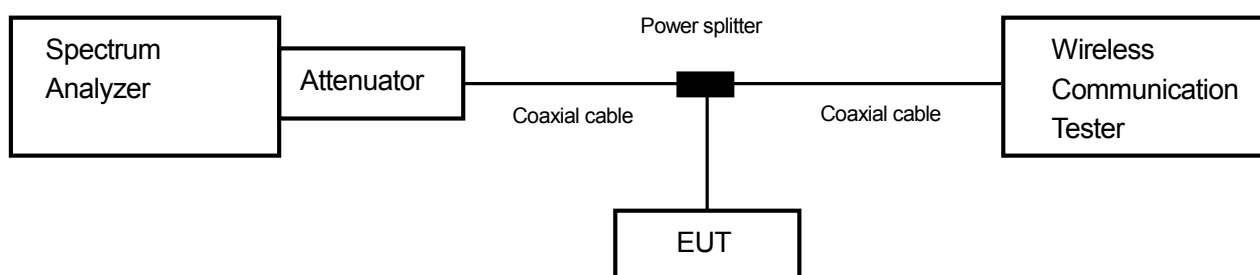 Spectrum
Analyzer
Attenuator
Power splitter
Coaxial cable
Coaxial cable
Wireless
Communication
Tester
EUT